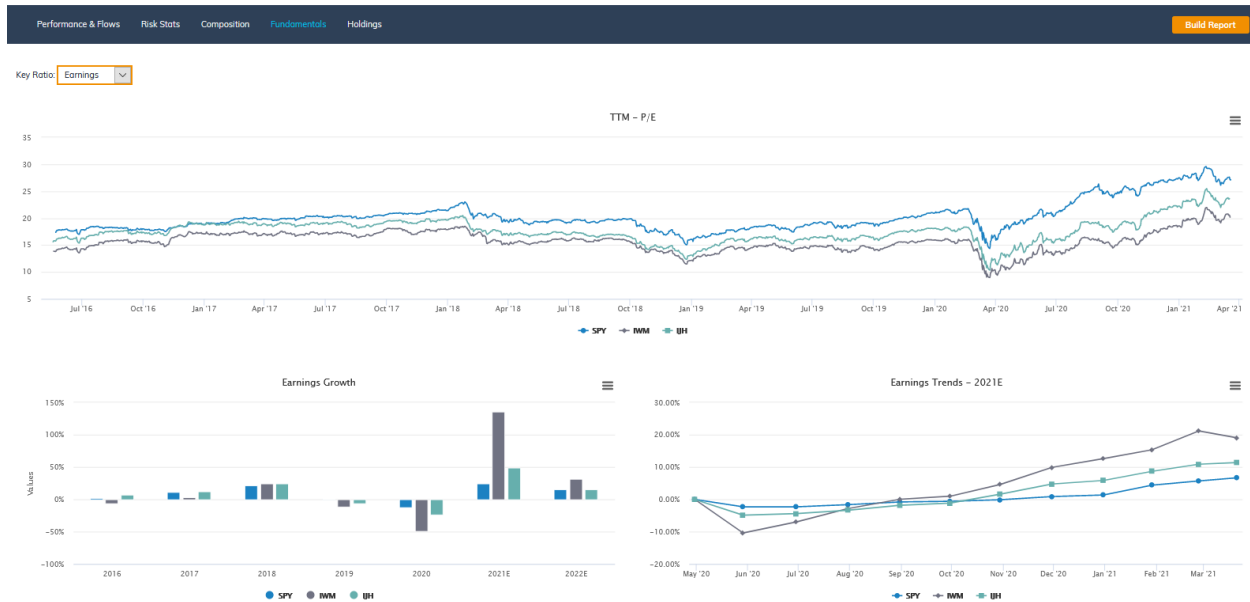 Performance & Flows Risk Stats Composition Fundamentals Holdings Build Report
Key Ratio: Earnings
TTM - P/E
35
30
25
20
15
10
5
Jul '16 Oct '16 Jan '17 Apr '17 Jul '17 Oct '17 Jan '18 Apr '18 Jul '18 Oct '18 Jan '19 Apr '19 Jul '19 Oct '19 Jan '20 Apr '20 Jul '20 Oct '20 Jan '21 Apr '21
SPY IWM IJH
Earnings Growth
150%
100%
50%
0%
-50%
-100%
Values
2016 2017 2018 2019 2020 2021E 2022E
SPY IWM IJH
Earnings Trends - 2021E
30.00%
20.00%
10.00%
0.00%
-10.00%
-20.00%
May '20 Jun '20 Jul '20 Aug '20 Sep '20 Oct '20 Nov '20 Dec '20 Jan '21 Feb '21 Mar '21
SPY IWM IJH